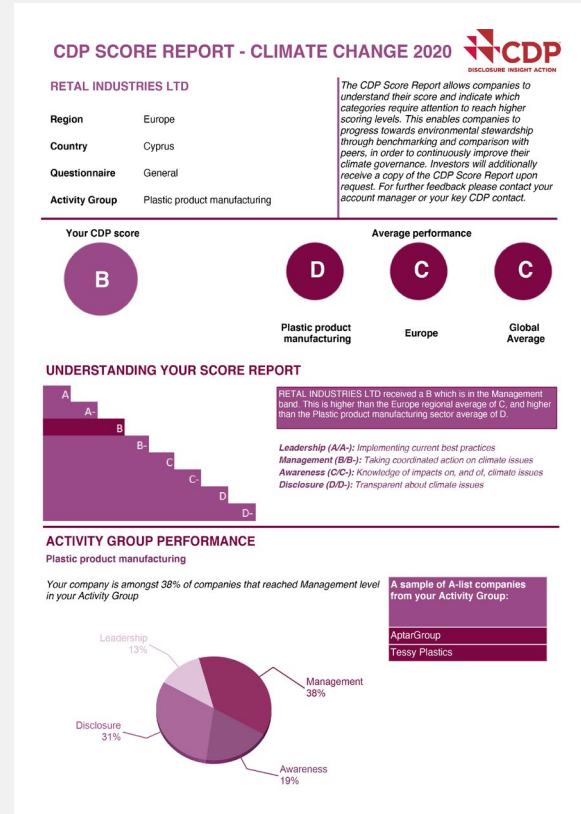 CDP SCORE REPORT - CLIMATE CHANGE 2020
CDP
DISCLOSURE INSIGHT ACTION
RETAL INDUSTRIES LTD
Region Europe
Country Cyprus
Questionnaire General
Activity Group Plastic product manufacturing
The CDP Score Report allows companies to
understand their score and indicate which
categories require attention to reach higher
scoring levels. This enables companies to
progress towards environmental stewardship
through benchmarking and comparison with
peers, in order to continuously improve their
climate governance. Investors will additionally
receive a copy of the CDP Score Report upon
request. For further feedback please contact your
account manager or your key CDP contact.
Your CDP score
B
Average performance
D
C
C
Plastic product
manufacturing
Europe
Global
Average
UNDERSTANDING YOUR SCORE REPORT
A
A-
B
B-
C
C-
D
D-
RETAL INDUSTRIES LTD received a B which is in the Management
band. This is higher than the Europe regional average of C, and higher
than the Plastic product manufacturing sector average of D.
Leadership (A/A-): Implementing current best practices
Management (B/B-): Taking coordinated action on climate issues
Awareness (C/C-): Knowledge of impacts on, and of, climate issues
Disclosure (D/D-): Transparent about climate issues
ACTIVITY GROUP PERFORMANCE
Plastic product manufacturing
Your company is amongst 38% of companies that reached Management level
in your Activity Group
A sample of A-list companies
from your Activity Group:
AptarGroup
Tessy Plastics
Leadership
13%
Management
38%
Disclosure
31%
Awareness
19%